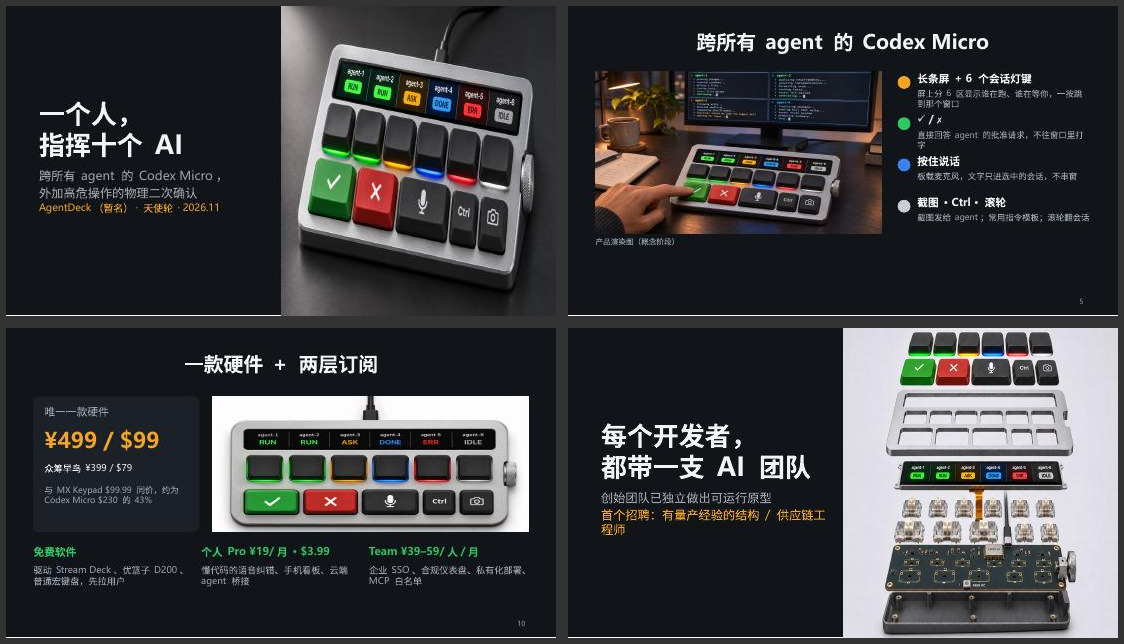 一个人，
指挥十个 AI
跨所有 agent 的 Codex Micro，
外加高危操作的物理二次确认
AgentDeck （暂名） · 天使轮 · 2026.11
agent-1
agent-2
agent-3
agent-4
agent-5
agent-6
RUN
RUN
ASK
DONE
ERR
IDLE
Ctrl
跨所有 agent 的 Codex Micro
产品渲染图（概念阶段）
长条屏 + 6 个会话灯键
屏上分 6 区显示谁在跑、谁在等你，一按跳
到那个窗口
✓ / ✗
直接回答 agent 的批准请求，不往窗口里打
字
按住说话
板载麦克风，文字只进选中的会话，不串窗
截图 · Ctrl · 滚轮
截图发给 agent；常用指令模板；滚轮翻会话
5
一款硬件 + 两层订阅
唯一一款硬件
¥499 / $99
众筹早鸟 ¥399 / $79
与 MX Keypad $99.99 同价，约为
Codex Micro $230 的 43%
agent-1
agent-2
agent-3
agent-4
agent-5
agent-6
RUN
RUN
ASK
DONE
ERR
IDLE
Ctrl
免费软件
驱动 Stream Deck、优篮子 D200、
普通宏键盘，先拉用户
个人 Pro ¥19/ 月 · $3.99
懂代码的语音纠错、手机看板、云端
agent 桥接
Team ¥39–59/ 人 / 月
企业 SSO、合规仪表盘、私有化部署、
MCP 白名单
10
每个开发者，
都带一支 AI 团队
创始团队已独立做出可运行原型
首个招聘：有量产经验的结构 / 供应链工
程师
Ctrl